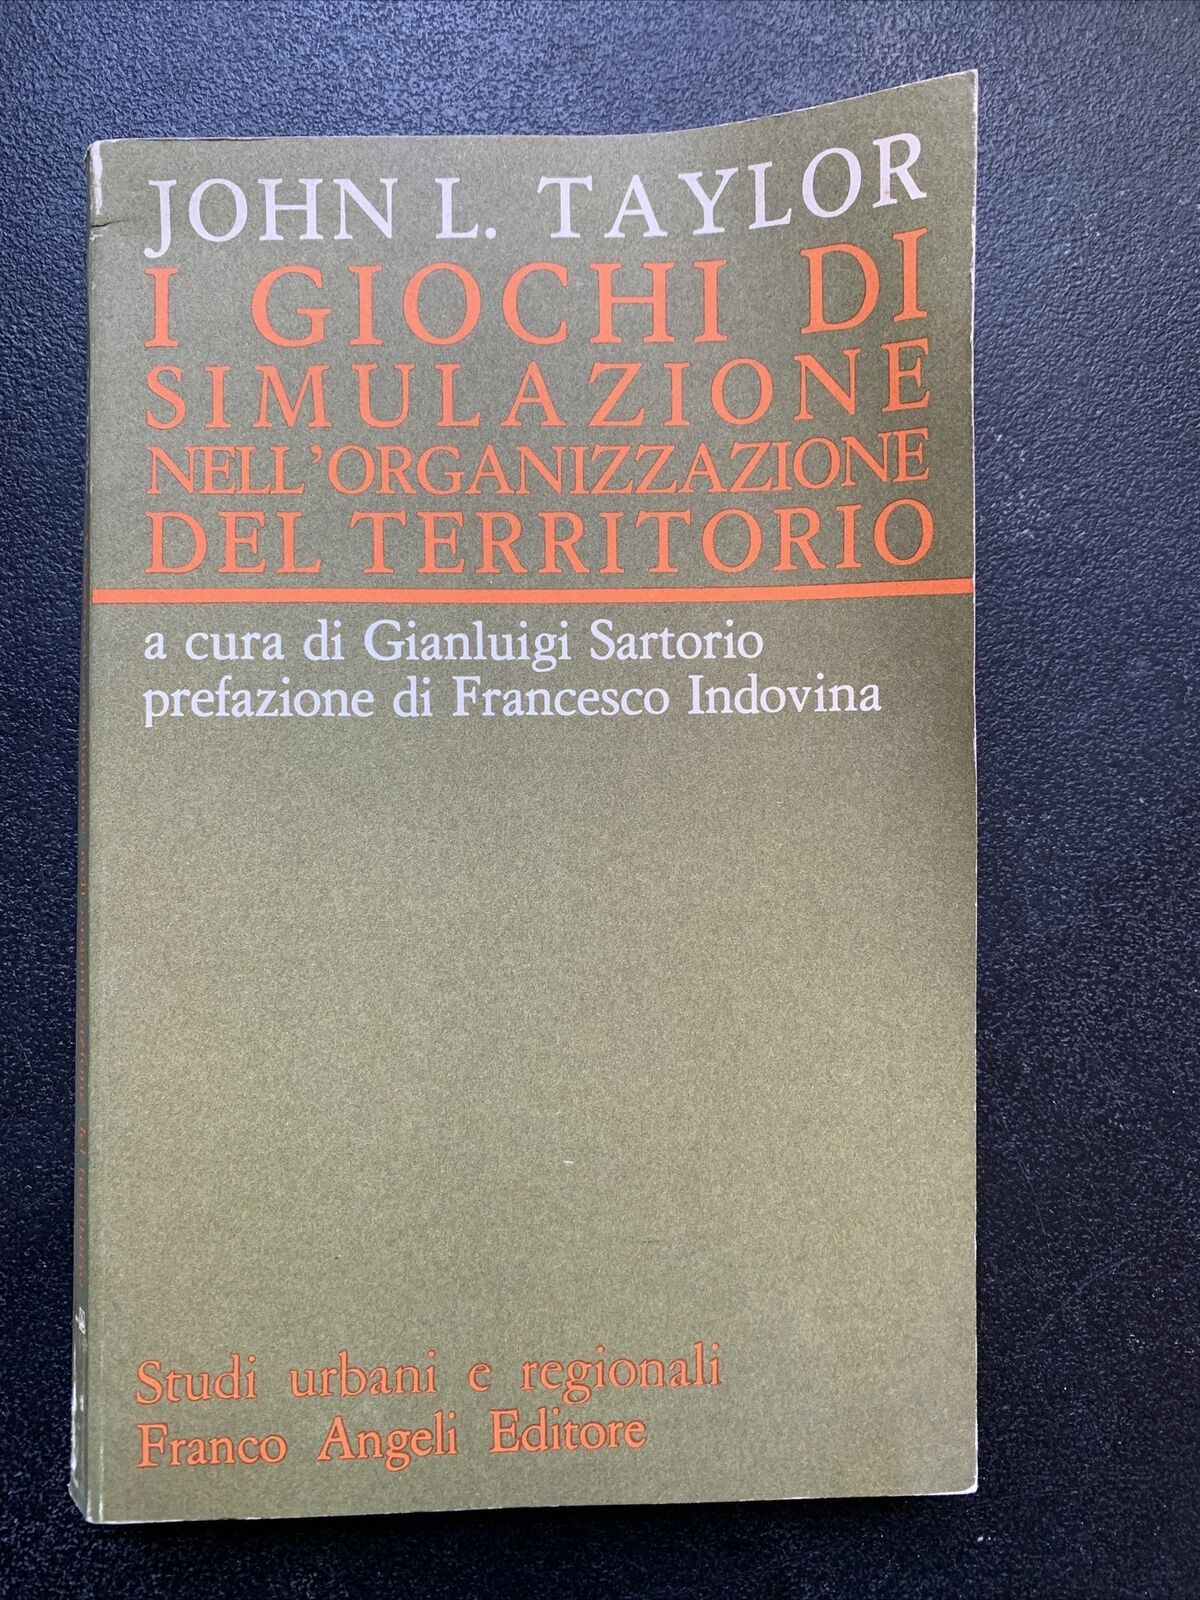 JOHN L. TAYLOR
I GIOCHI DI
SIMULAZIONE
NELL'ORGANIZZAZIONE
DEL TERRITORIO
a cura di Gianluigi Sartorio
prefazione di Francesco Indovina
Studi urbani e regionali
Franco Angeli Editore